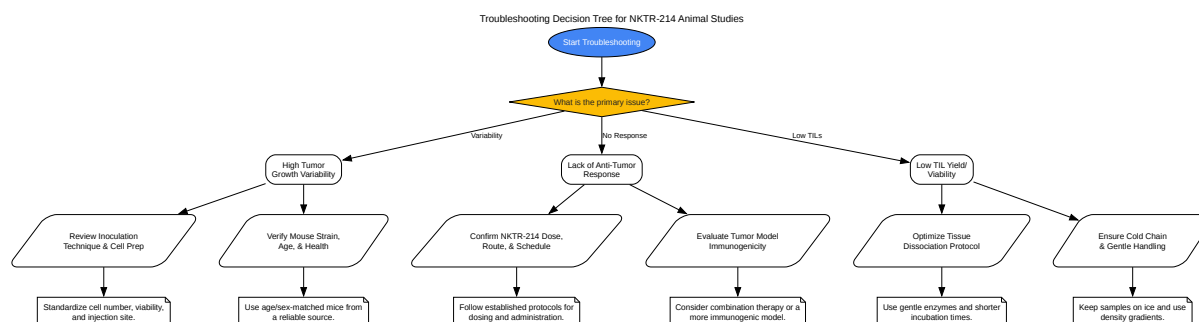 Troubleshooting Decision Tree for NKTR-214 Animal Studies
Start Troubleshooting
What is the primary issue?
Variability
No Response
Low TILs
High Tumor
Growth Variability
Lack of Anti-Tumor
Response
Low TIL Yield/
Viability
Review Inoculation
Technique & Cell Prep
Verify Mouse Strain,
Age, & Health
Confirm NKTR-214 Dose,
Route, & Schedule
Evaluate Tumor Model
Immunogenicity
Optimize Tissue
Dissociation Protocol
Ensure Cold Chain
& Gentle Handling
Standardize cell number, viability,
and injection site.
Use age/sex-matched mice from
a reliable source.
Follow established protocols for
dosing and administration.
Consider combination therapy or a
more immunogenic model.
Use gentle enzymes and shorter
incubation times.
Keep samples on ice and use
density gradients.